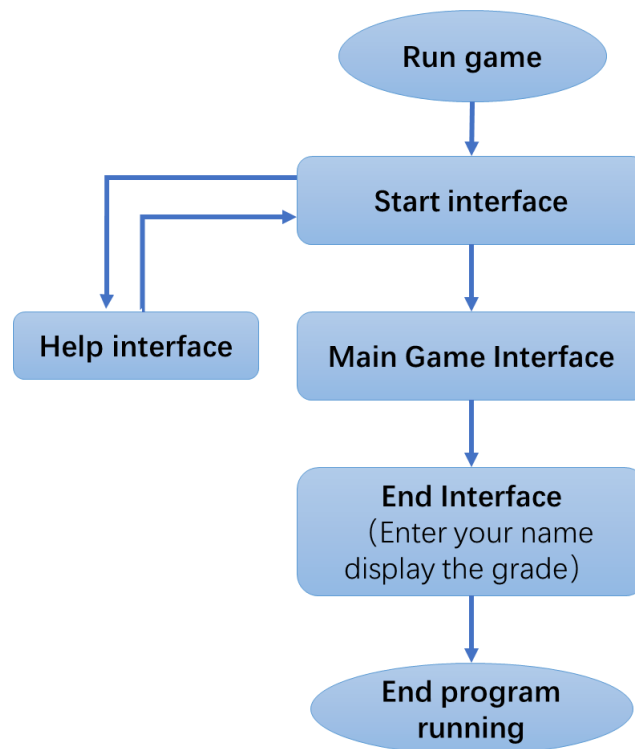 Run game
Start interface
Help interface
Main Game Interface
End Interface
（Enter your name
display the grade）
End program
running